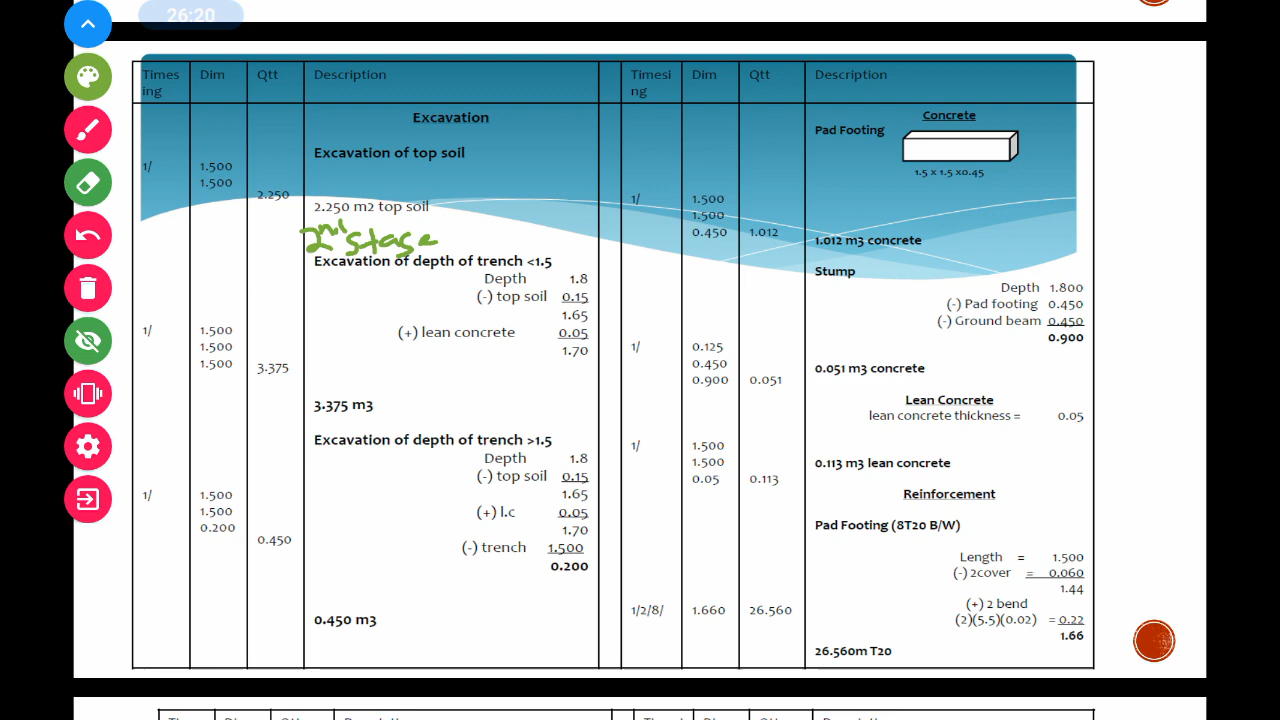 26:20
Times
ing
Dim
Qtt
Description
Excavation
Excavation of top soil
1/
1.500
1.500
2.250
2.250 m2 top soil
2nd stage
Excavation of depth of trench <1.5
Depth 1.8
(-) top soil 0.15
1.65
(+) lean concrete 0.05
1.70
1/
1.500
1.500
1.500
3.375
3.375 m3
Excavation of depth of trench >1.5
Depth 1.8
(-) top soil 0.15
1.65
(+) l.c 0.05
1.70
(-) trench 1.500
0.200
1/
1.500
1.500
0.200
0.450
0.450 m3
Timesi
ng
Dim
Qtt
Description
Concrete
Pad Footing
1.5 x 1.5 x0.45
1/
1.500
1.500
0.450
1.012
1.012 m3 concrete
Stump
Depth 1.800
(-) Pad footing 0.450
(-) Ground beam 0.450
0.900
1/
0.125
0.450
0.900
0.051
0.051 m3 concrete
Lean Concrete
lean concrete thickness = 0.05
1/
1.500
1.500
0.05
0.113
0.113 m3 lean concrete
Reinforcement
Pad Footing (8T20 B/W)
Length = 1.500
(-) 2cover = 0.060
1.44
(+) 2 bend
(2)(5.5)(0.02) = 0.22
1.66
1/2/8/
1.660
26.560
26.560m T20